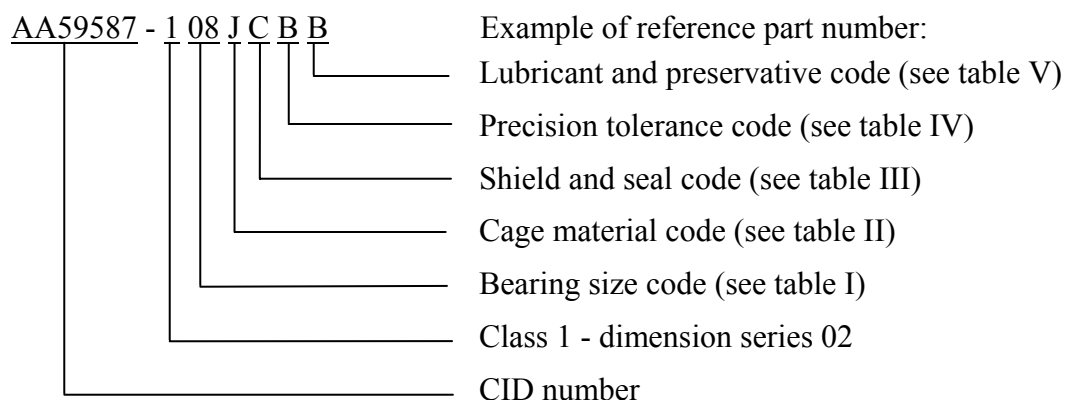 AA59587 - 1 08 J C B B Example of reference part number:
Lubricant and preservative code (see table V)
Precision tolerance code (see table IV)
Shield and seal code (see table III)
Cage material code (see table II)
Bearing size code (see table I)
Class 1 - dimension series 02
CID number